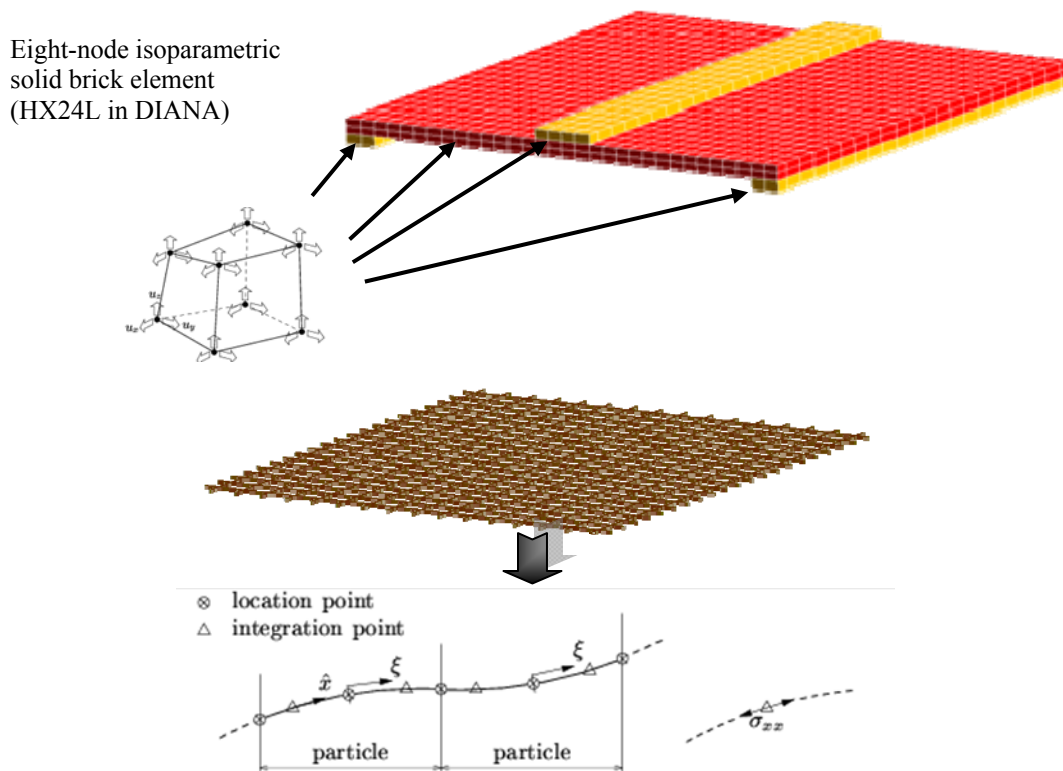 Eight-node isoparametric
solid brick element
(HX24L in DIANA)
u_z
u_x
u_y
⊗ location point
△ integration point
x̂
ξ
ξ
σ_xx
particle
particle